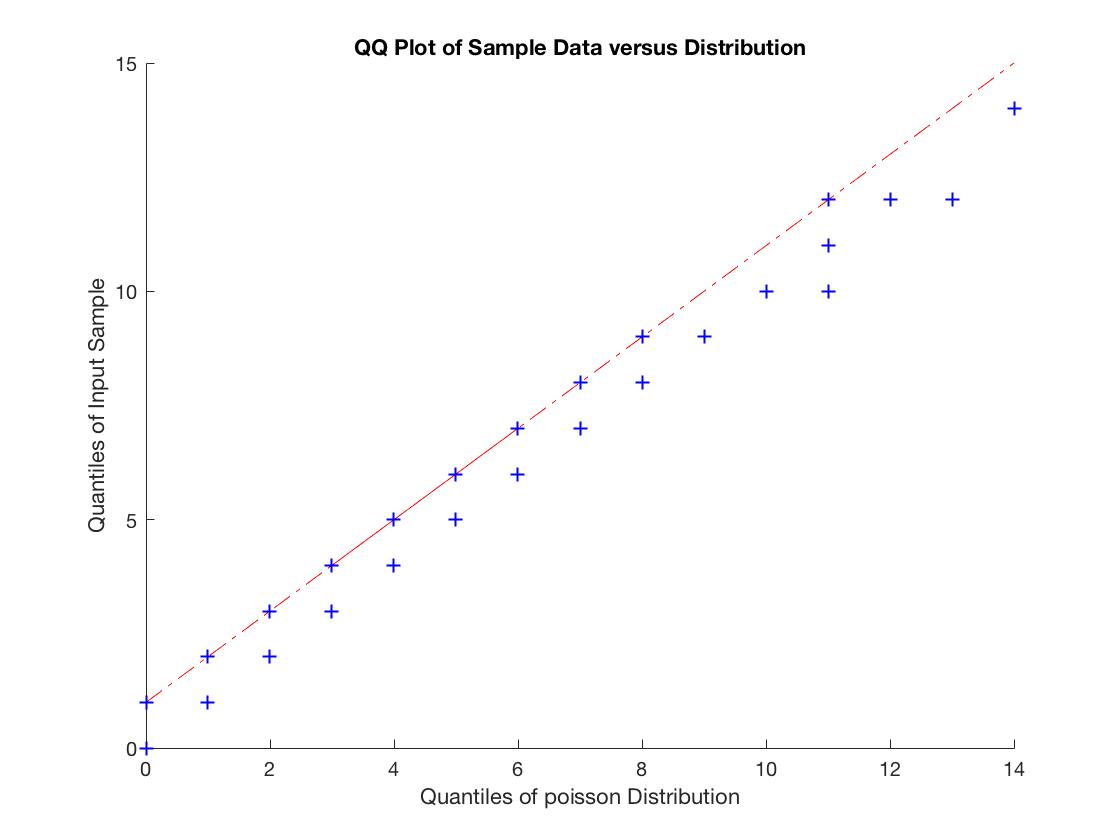 QQ Plot of Sample Data versus Distribution
15
10
5
0
Quantiles of Input Sample
0 2 4 6 8 10 12 14
Quantiles of poisson Distribution